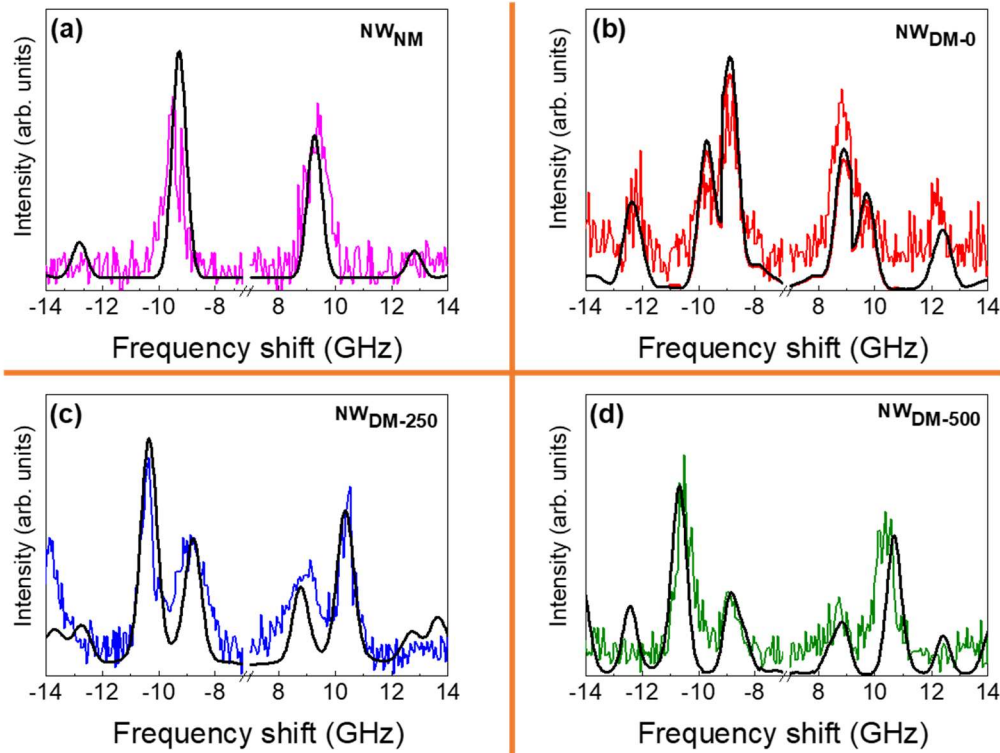 (a) NW_NM
Intensity (arb. units)
-14 -12 -10 -8 8 10 12 14
Frequency shift (GHz)
(b) NW_DM-0
Intensity (arb. units)
-14 -12 -10 -8 8 10 12 14
Frequency shift (GHz)
(c) NW_DM-250
Intensity (arb. units)
-14 -12 -10 -8 8 10 12 14
Frequency shift (GHz)
(d) NW_DM-500
Intensity (arb. units)
-14 -12 -10 -8 8 10 12 14
Frequency shift (GHz)